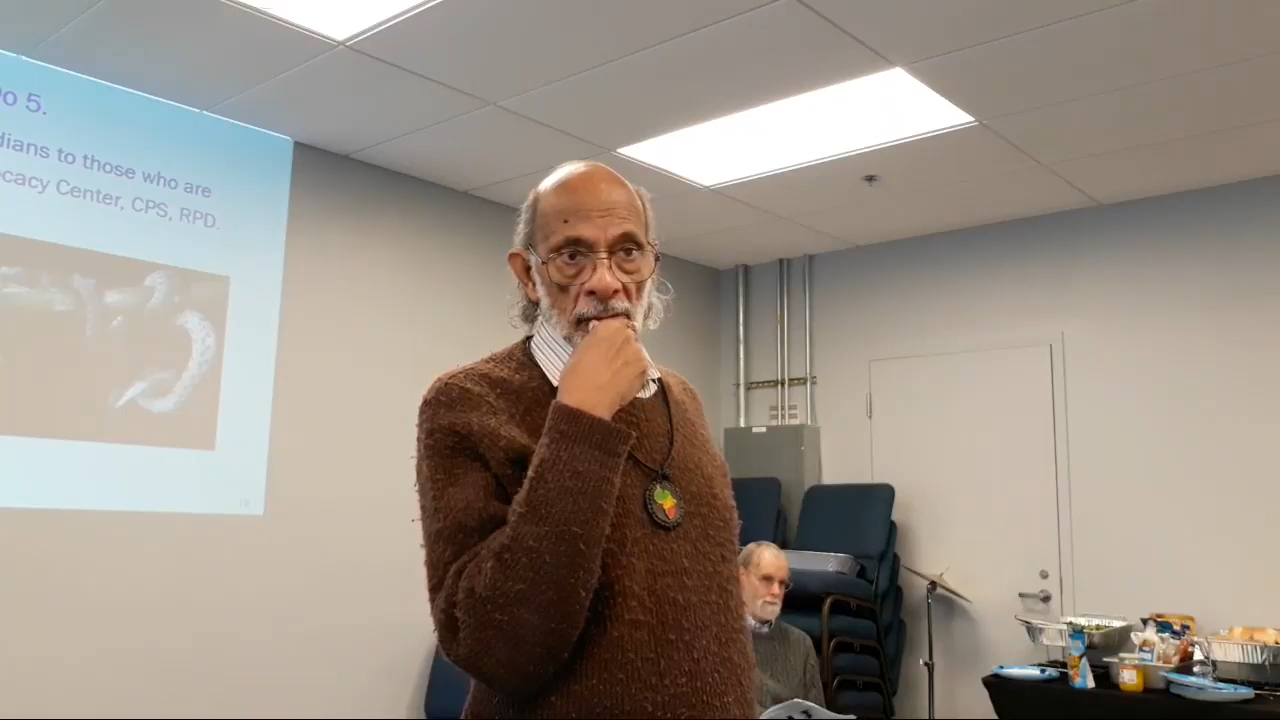 o 5.
dians to those who are
cacy Center, CPS, RPD.